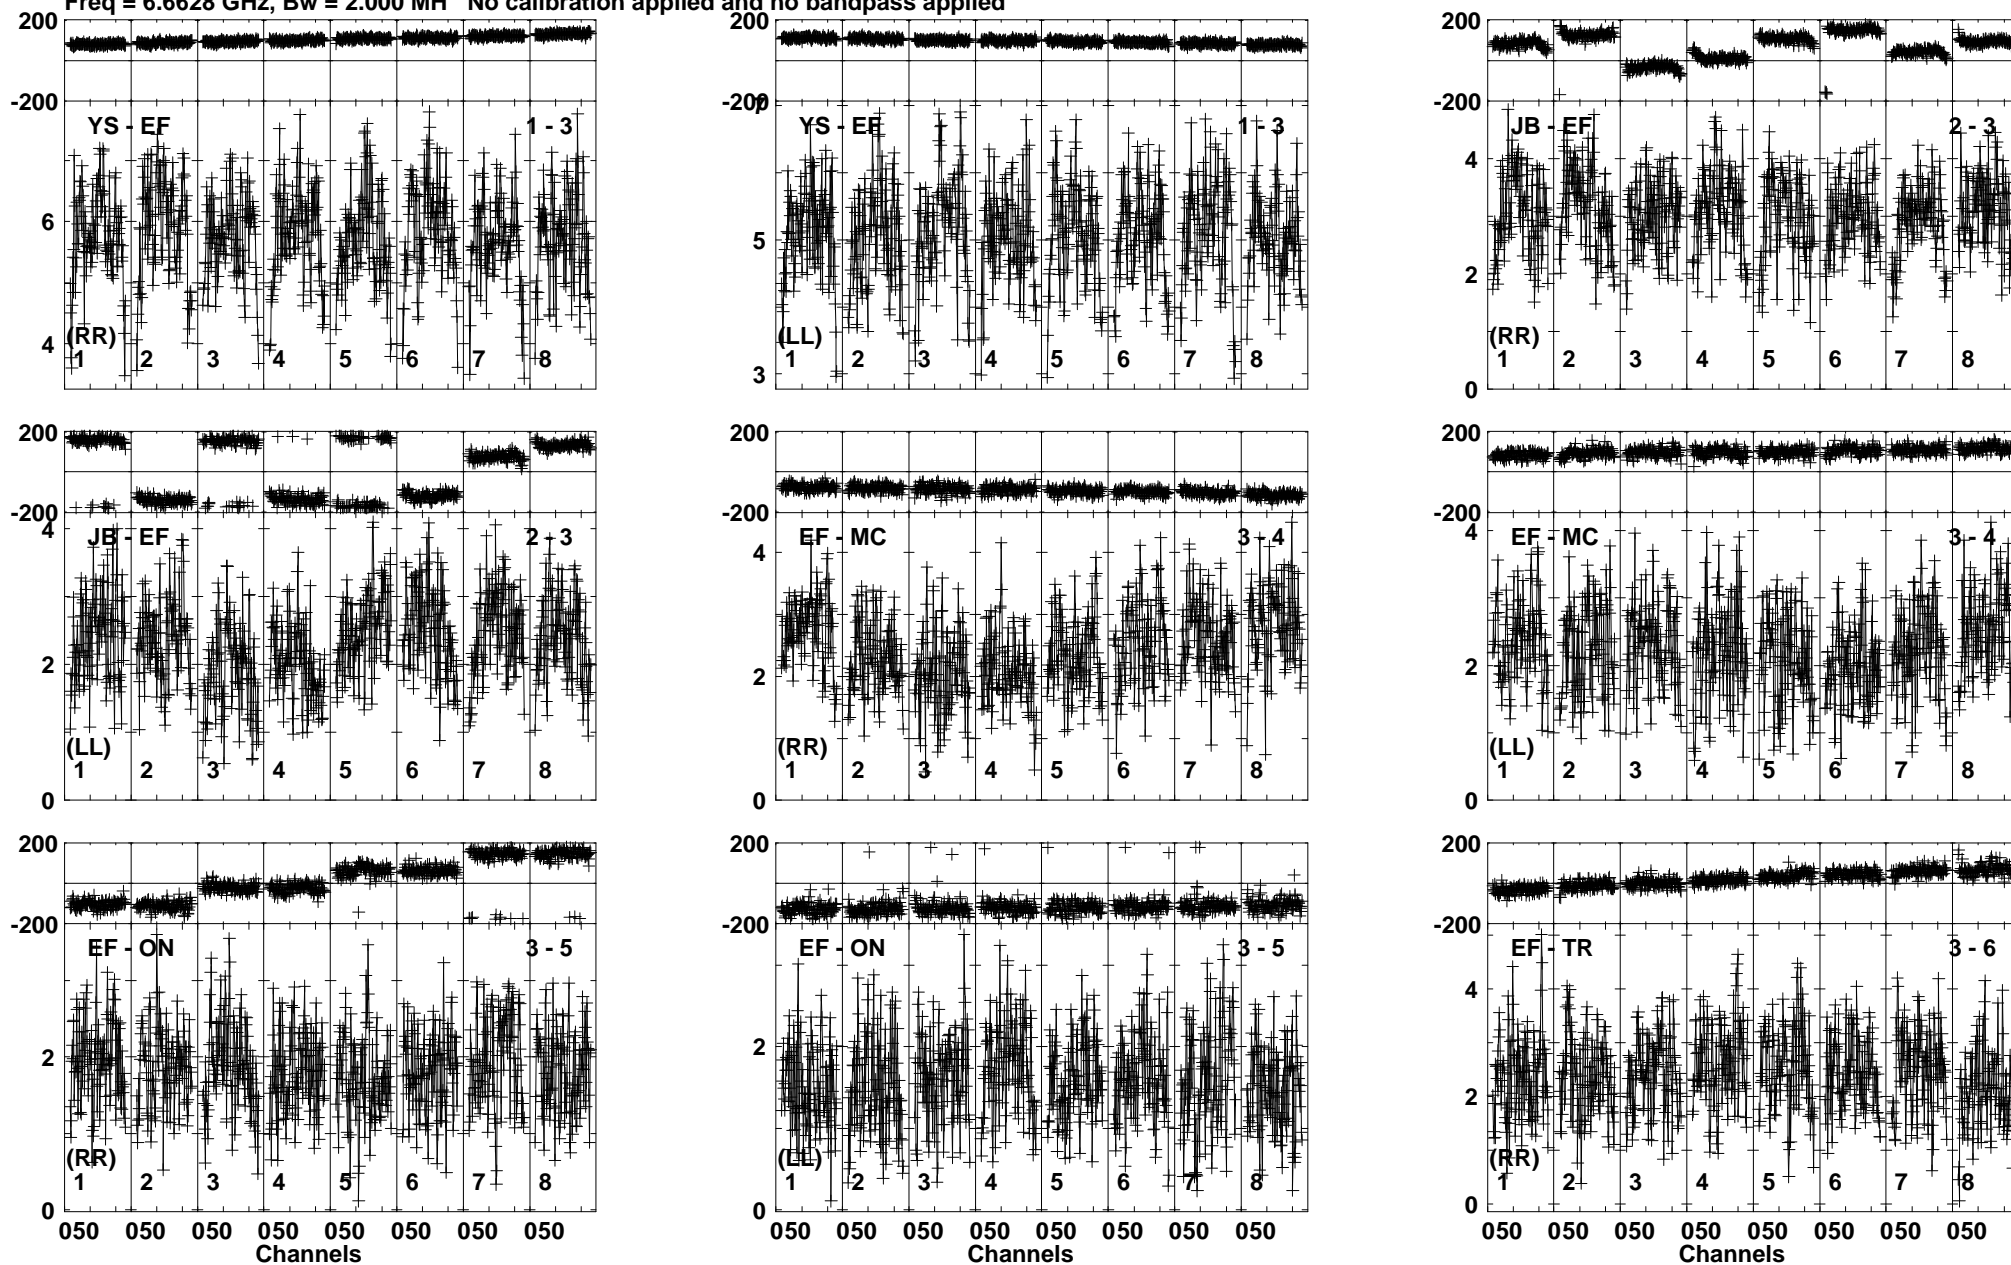 Freq = 6.6628 GHz, Bw = 2.000 MH No calibration applied and no bandpass applied
200 200 200
-200 -200 -200
7
YS - EF 1 - 3 YS - EF 1 - 3 JB - EF 2 - 3
4
6 5
2
4 (RR) (LL) (RR)
1 2 3 4 5 6 7 8 1 2 3 4 5 6 7 8 1 2 3 4 5 6 7 8
3 0
200 200 200
-200 -200 -200
4 JB - EF 2 - 3 4 EF - MC 3 - 4 4 EF - MC 3 - 4
2 2 2
(LL) (RR) (LL)
1 2 3 4 5 6 7 8 1 2 3 4 5 6 7 8 1 2 3 4 5 6 7 8
0 0 0
200 200 200
-200 -200 -200
EF - ON 3 - 5 EF - ON 3 - 5 EF - TR 3 - 6
4
2 2 2
(RR) (LL) (RR)
1 2 3 4 5 6 7 8 1 2 3 4 5 6 7 8 1 2 3 4 5 6 7 8
0 0 0
050 050 050 050 050 050 050 050 050 050 050 050 050 050 050 050 050 050 050 050 050 050 050 050
Channels Channels Channels